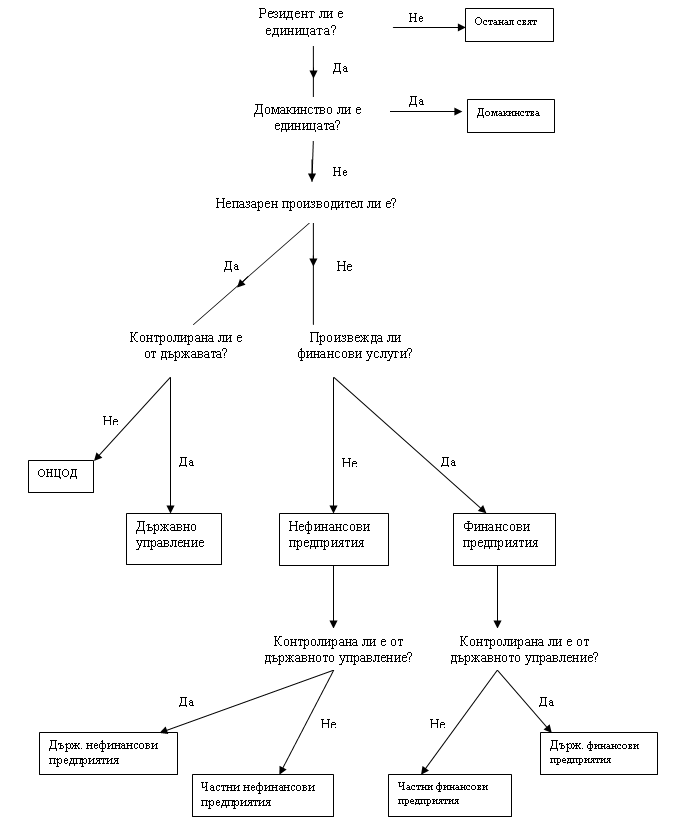 Резидент ли е
единицата?
Не
Останал свят
Да
Домакинство ли е
единицата?
Да
Домакинства
Не
Непазарен производител ли е?
Да
Не
Контролирана ли е
от държавата?
Произвежда ли
финансови услуги?
Не
Да
Не
Да
ОНЦОД
Държавно
управление
Нефинансови
предприятия
Финансови
предприятия
Контролирана ли е от
държавното управление?
Контролирана ли е от
държавното управление?
Да
Не
Не
Да
Държ. нефинансови
предприятия
Държ. финансови
предприятия
Частни нефинансови
предприятия
Частни финансови
предприятия